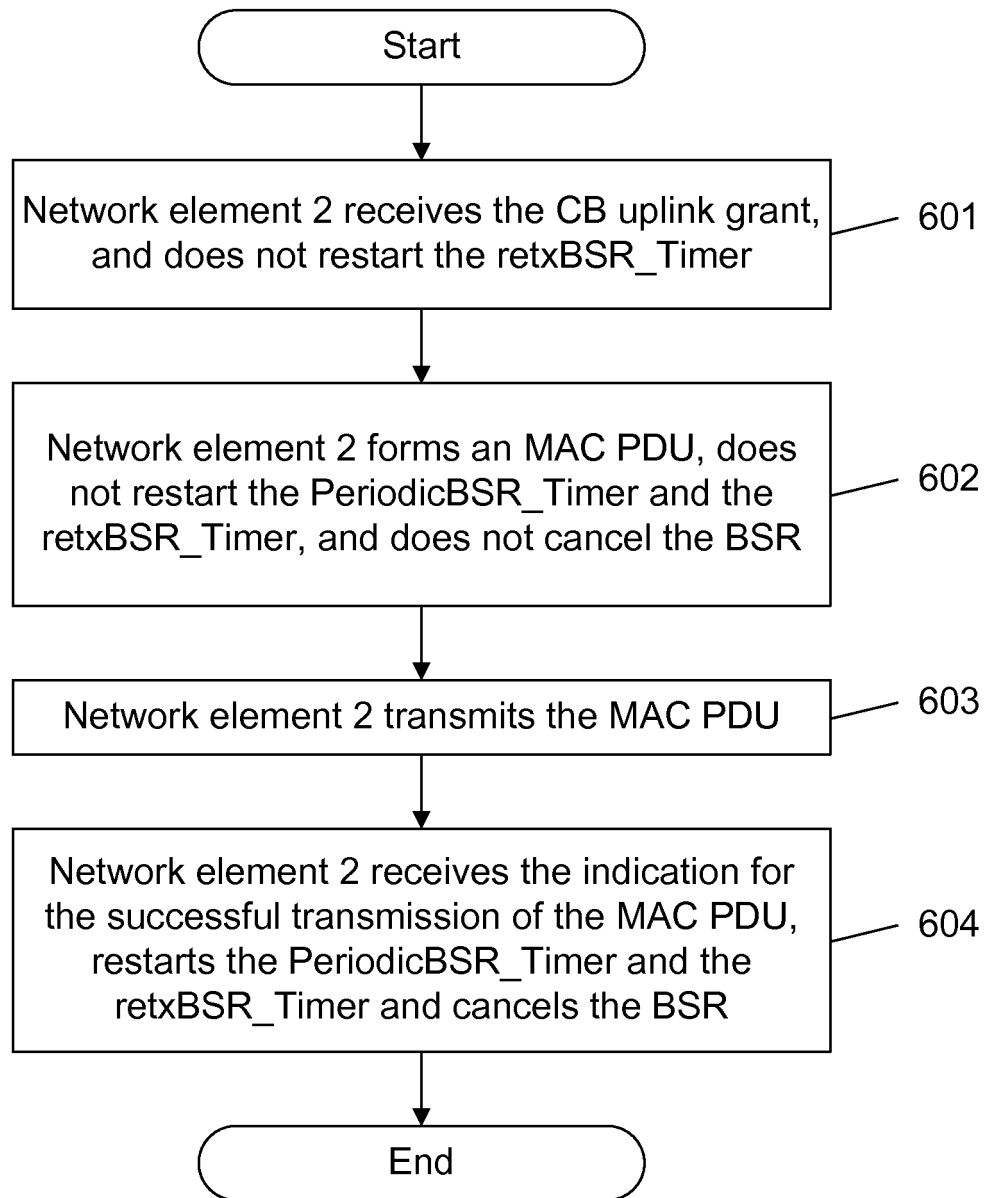 Start
Network element 2 receives the CB uplink grant,
and does not restart the retxBSR_Timer
601
Network element 2 forms an MAC PDU, does
not restart the PeriodicBSR_Timer and the
retxBSR_Timer, and does not cancel the BSR
602
Network element 2 transmits the MAC PDU
603
Network element 2 receives the indication for
the successful transmission of the MAC PDU,
restarts the PeriodicBSR_Timer and the
retxBSR_Timer and cancels the BSR
604
End